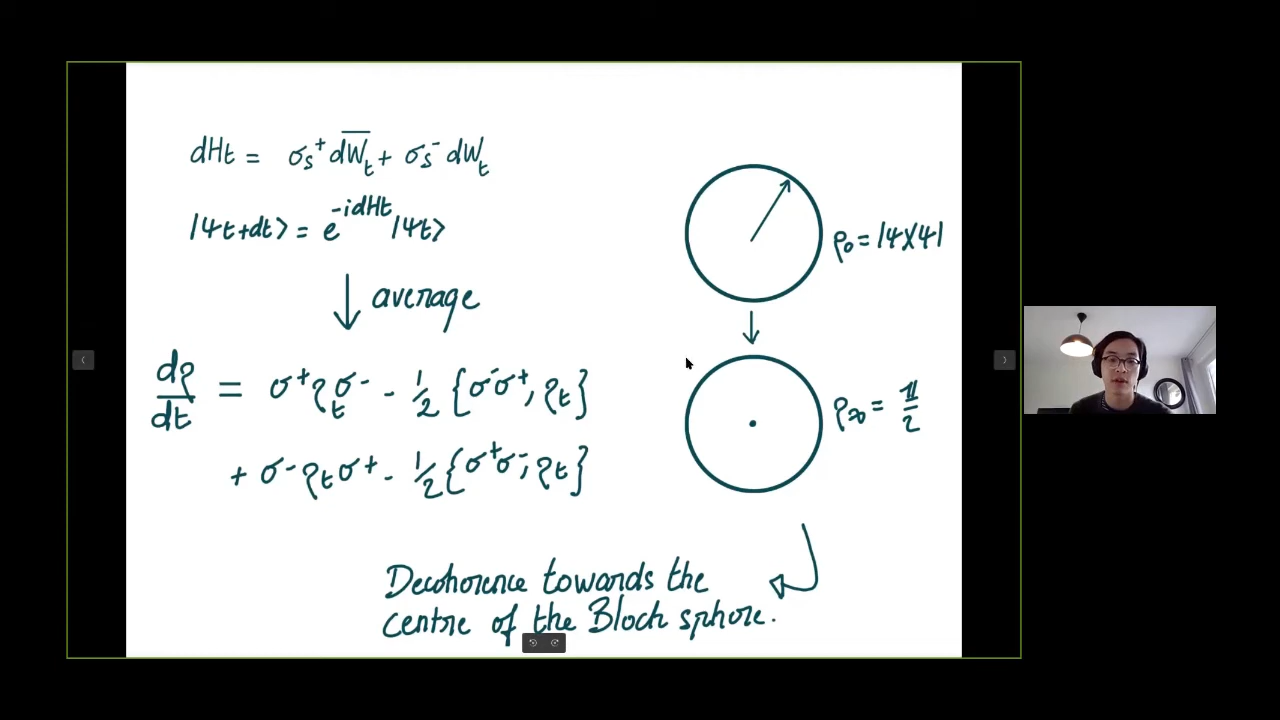 dHt = σs⁺ dW̅t + σs⁻ dWt
|ψt+dt⟩ = e^-idHt |ψt⟩
↓ average
dρ/dt = σ⁺ρtσ⁻ - 1/2 {σ⁻σ⁺, ρt}
+ σ⁻ρtσ⁺ - 1/2 {σ⁺σ⁻, ρt}
ρ₀ = |ψ⟩⟨ψ|
ρ∞ = 𝟙/2
Decoherence towards the
centre of the Bloch sphere.